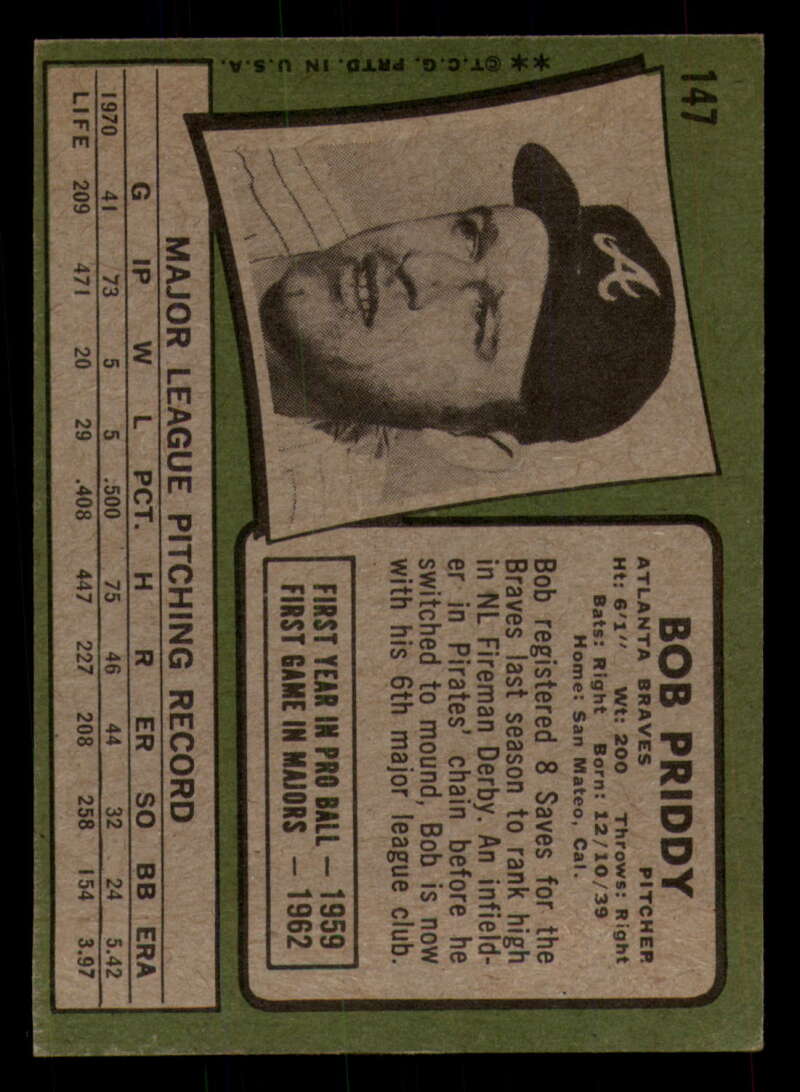 147
**©T.C.G. PRTD. IN U.S.A.
A
BOB PRIDDY
ATLANTA BRAVES PITCHER
Ht: 6'1" Wt: 200 Throws: Right
Bats: Right Born: 12/10/39
Home: San Mateo, Cal.
Bob registered 8 Saves for the
Braves last season to rank high
in NL Fireman Derby. An infield-
er in Pirates' chain before he
switched to mound, Bob is now
with his 6th major league club.
FIRST YEAR IN PRO BALL — 1959
FIRST GAME IN MAJORS — 1962
MAJOR LEAGUE PITCHING RECORD
G IP W L PCT. H R ER SO BB ERA
1970 41 73 5 5 .500 75 46 44 32 24 5.42
LIFE 209 471 20 29 .408 447 227 208 258 154 3.97